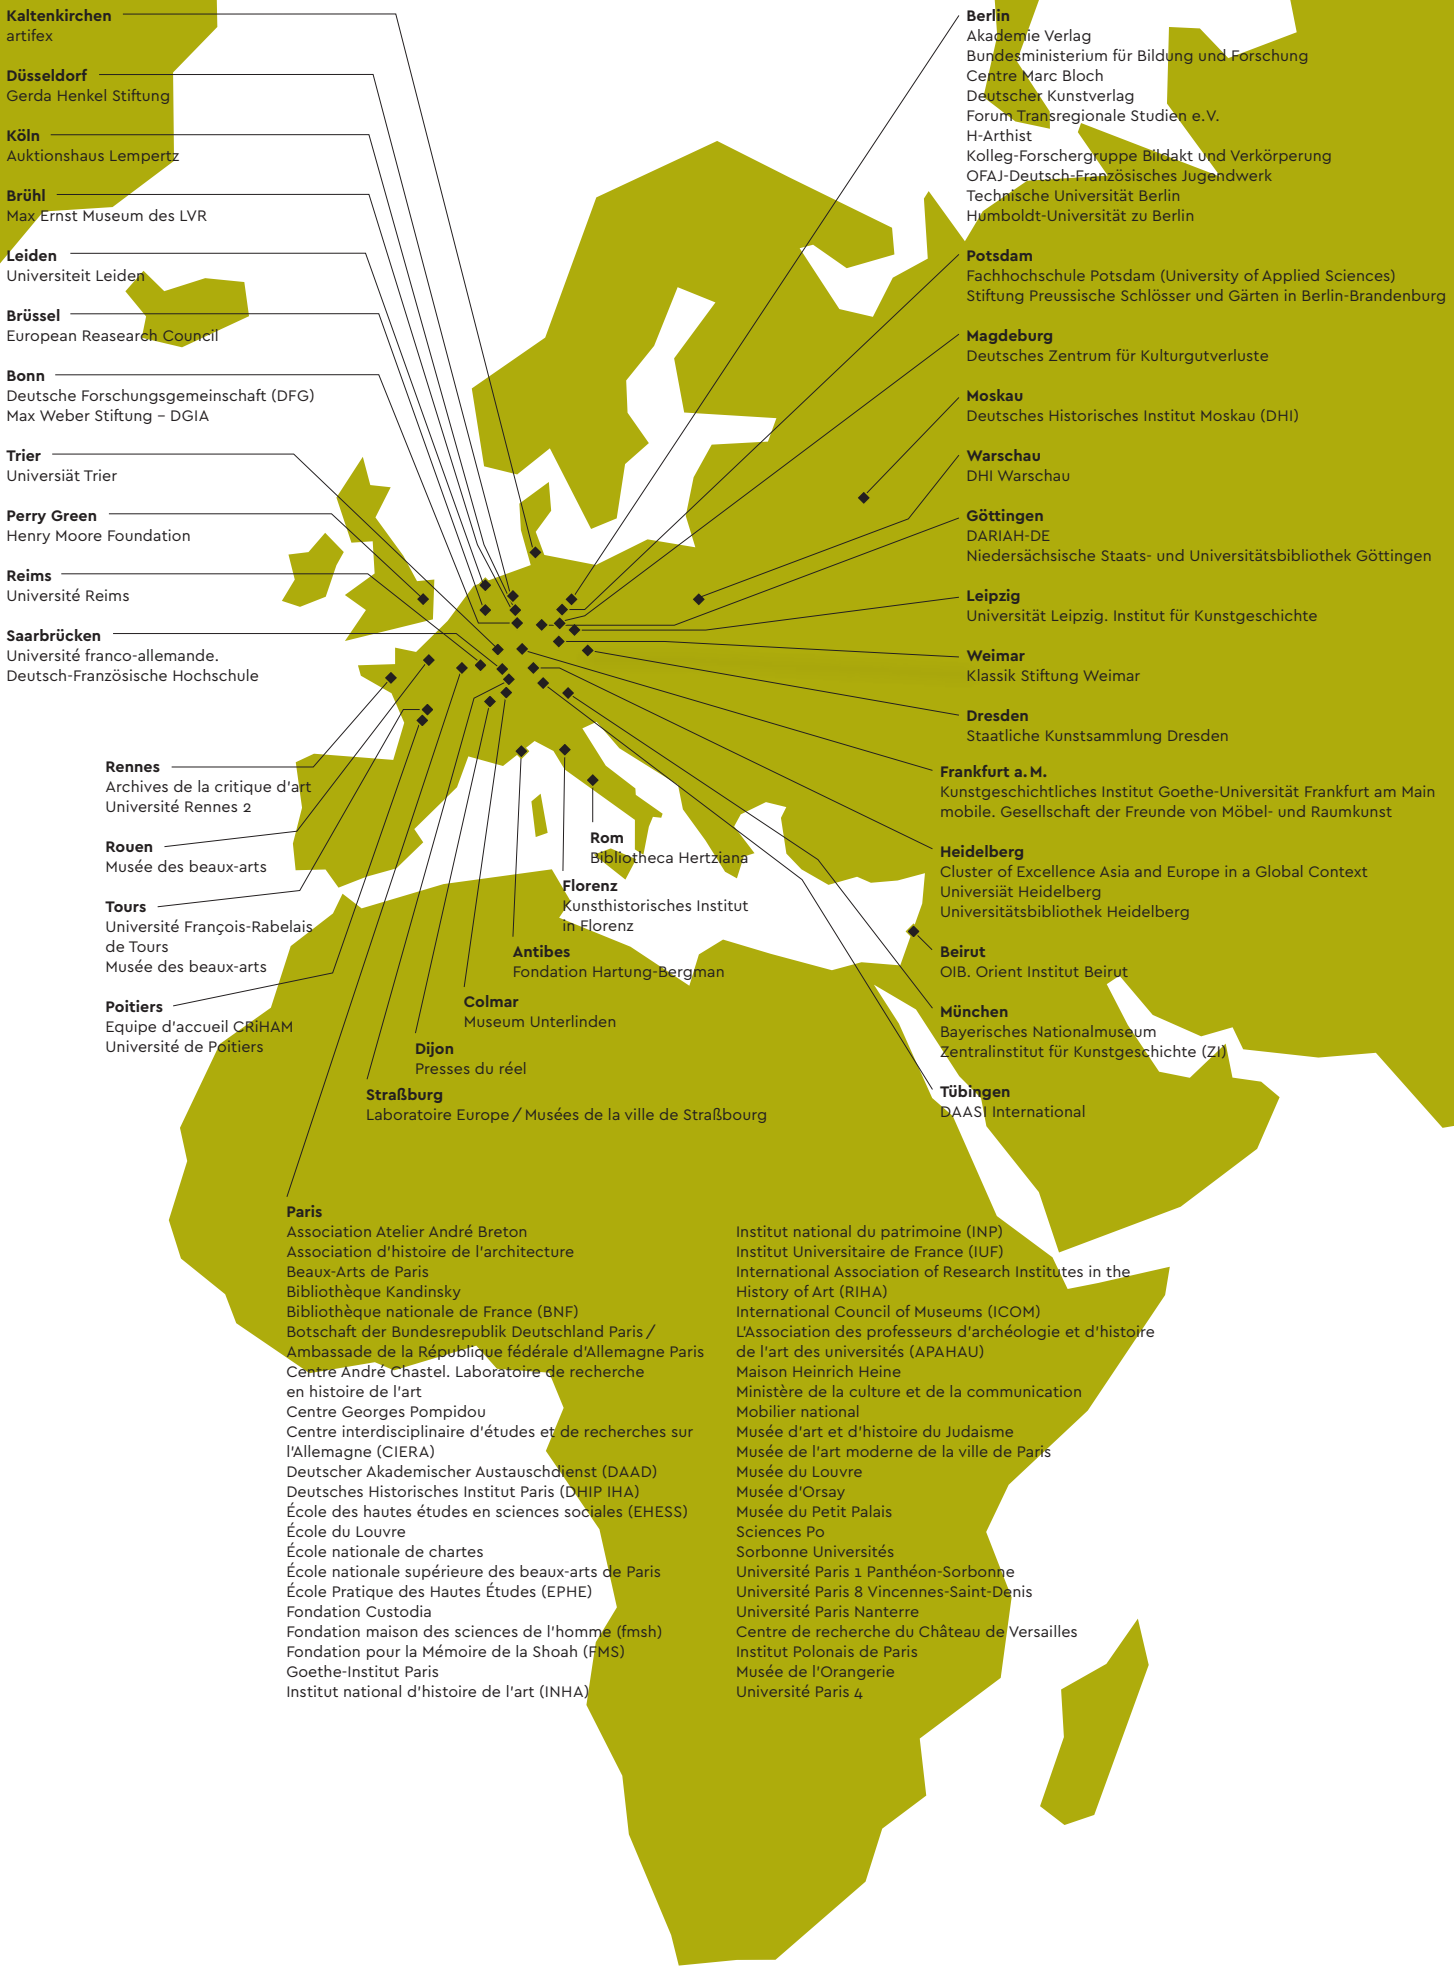 Kaltenkirchen
artifex
Düsseldorf
Gerda Henkel Stiftung
Köln
Auktionshaus Lempertz
Brühl
Max Ernst Museum des LVR
Leiden
Universiteit Leiden
Brüssel
European Reasearch Council
Bonn
Deutsche Forschungsgemeinschaft (DFG)
Max Weber Stiftung – DGIA
Trier
Universiät Trier
Perry Green
Henry Moore Foundation
Reims
Université Reims
Saarbrücken
Université franco-allemande.
Deutsch-Französische Hochschule
Rennes
Archives de la critique d'art
Université Rennes 2
Rouen
Musée des beaux-arts
Tours
Université François-Rabelais
de Tours
Musée des beaux-arts
Poitiers
Equipe d'accueil CRiHAM
Université de Poitiers
Berlin
Akademie Verlag
Bundesministerium für Bildung und Forschung
Centre Marc Bloch
Deutscher Kunstverlag
Forum Transregionale Studien e.V.
H-Arthist
Kolleg-Forschergruppe Bildakt und Verkörperung
OFAJ-Deutsch-Französisches Jugendwerk
Technische Universität Berlin
Humboldt-Universität zu Berlin
Potsdam
Fachhochschule Potsdam (University of Applied Sciences)
Stiftung Preussische Schlösser und Gärten in Berlin-Brandenburg
Magdeburg
Deutsches Zentrum für Kulturgutverluste
Moskau
Deutsches Historisches Institut Moskau (DHI)
Warschau
DHI Warschau
Göttingen
DARIAH-DE
Niedersächsische Staats- und Universitätsbibliothek Göttingen
Leipzig
Universität Leipzig. Institut für Kunstgeschichte
Weimar
Klassik Stiftung Weimar
Dresden
Staatliche Kunstsammlung Dresden
Frankfurt a. M.
Kunstgeschichtliches Institut Goethe-Universität Frankfurt am Main
mobile. Gesellschaft der Freunde von Möbel- und Raumkunst
Heidelberg
Cluster of Excellence Asia and Europe in a Global Context
Universiät Heidelberg
Universitätsbibliothek Heidelberg
Beirut
OIB. Orient Institut Beirut
München
Bayerisches Nationalmuseum
Zentralinstitut für Kunstgeschichte (ZI)
Tübingen
DAASI International
Rom
Bibliotheca Hertziana
Florenz
Kunsthistorisches Institut
in Florenz
Antibes
Fondation Hartung-Bergman
Colmar
Museum Unterlinden
Dijon
Presses du réel
Straßburg
Laboratoire Europe / Musées de la ville de Straßbourg
Paris
Association Atelier André Breton
Association d'histoire de l'architecture
Beaux-Arts de Paris
Bibliothèque Kandinsky
Bibliothèque nationale de France (BNF)
Botschaft der Bundesrepublik Deutschland Paris /
Ambassade de la République fédérale d'Allemagne Paris
Centre André Chastel. Laboratoire de recherche
en histoire de l'art
Centre Georges Pompidou
Centre interdisciplinaire d'études et de recherches sur
l'Allemagne (CIERA)
Deutscher Akademischer Austauschdienst (DAAD)
Deutsches Historisches Institut Paris (DHIP IHA)
École des hautes études en sciences sociales (EHESS)
École du Louvre
École nationale de chartes
École nationale supérieure des beaux-arts de Paris
École Pratique des Hautes Études (EPHE)
Fondation Custodia
Fondation maison des sciences de l'homme (fmsh)
Fondation pour la Mémoire de la Shoah (FMS)
Goethe-Institut Paris
Institut national d'histoire de l'art (INHA)
Institut national du patrimoine (INP)
Institut Universitaire de France (IUF)
International Association of Research Institutes in the
History of Art (RIHA)
International Council of Museums (ICOM)
L'Association des professeurs d'archéologie et d'histoire
de l'art des universités (APAHAU)
Maison Heinrich Heine
Ministère de la culture et de la communication
Mobilier national
Musée d'art et d'histoire du Judaisme
Musée de l'art moderne de la ville de Paris
Musée du Louvre
Musée d'Orsay
Musée du Petit Palais
Sciences Po
Sorbonne Universités
Université Paris 1 Panthéon-Sorbonne
Université Paris 8 Vincennes-Saint-Denis
Université Paris Nanterre
Centre de recherche du Château de Versailles
Institut Polonais de Paris
Musée de l'Orangerie
Université Paris 4